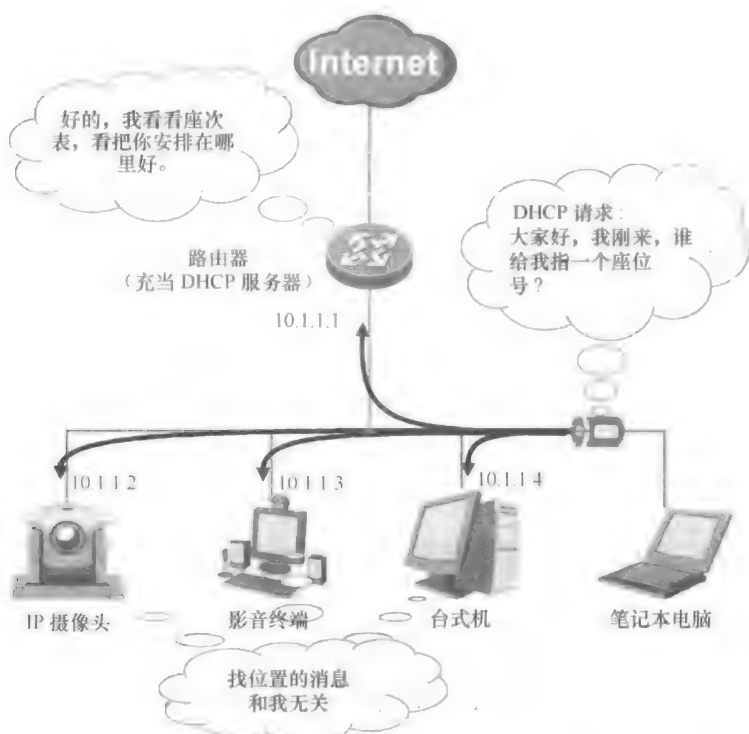 Internet
好的，我看看座次
表，看把你安排在哪
里好。
DHCP 请求：
大家好，我刚来，谁
给我指一个座位
号？
路由器
（充当 DHCP 服务器）
10.1.1.1
10.1.1.2
10.1.1.3
10.1.1.4
IP 摄像头
影音终端
台式机
笔记本电脑
找位置的消息
和我无关